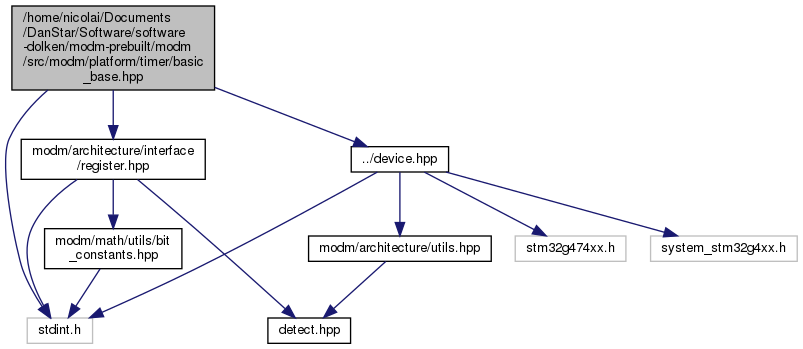 /home/nicolai/Documents
/DanStar/Software/software
-dolken/modm-prebuilt/modm
/src/modm/platform/timer/basic
_base.hpp
modm/architecture/interface
/register.hpp
../device.hpp
modm/math/utils/bit
_constants.hpp
modm/architecture/utils.hpp
stm32g474xx.h
system_stm32g4xx.h
stdint.h
detect.hpp